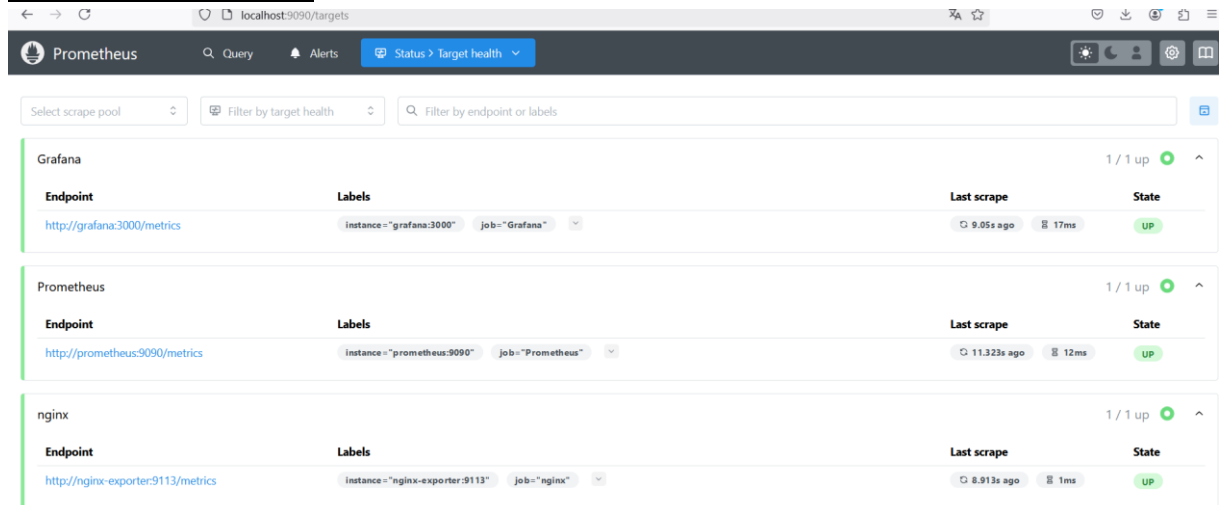 localhost:9090/targets
Prometheus Query Alerts Status > Target health
Select scrape pool Filter by target health Filter by endpoint or labels
Grafana 1 / 1 up
Endpoint Labels Last scrape State
http://grafana:3000/metrics instance="grafana:3000" job="Grafana" 9.05s ago 17ms UP
Prometheus 1 / 1 up
Endpoint Labels Last scrape State
http://prometheus:9090/metrics instance="prometheus:9090" job="Prometheus" 11.323s ago 12ms UP
nginx 1 / 1 up
Endpoint Labels Last scrape State
http://nginx-exporter:9113/metrics instance="nginx-exporter:9113" job="nginx" 8.913s ago 1ms UP